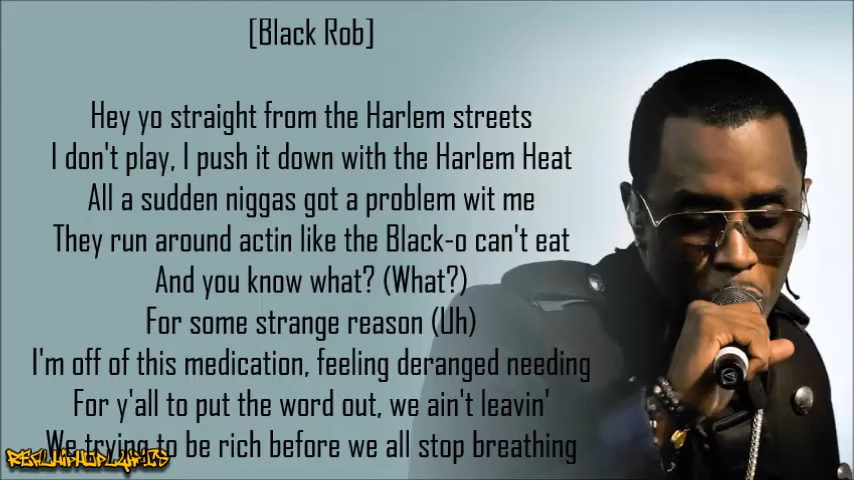 [Black Rob]
Hey yo straight from the Harlem streets
I don't play, I push it down with the Harlem Heat
All a sudden niggas got a problem wit me
They run around actin like the Black-o can't eat
And you know what? (What?)
For some strange reason (Uh)
I'm off of this medication, feeling deranged needing
For y'all to put the word out, we ain't leavin'
We trying to be rich before we all stop breathing
REALHIPHOPLYRICS